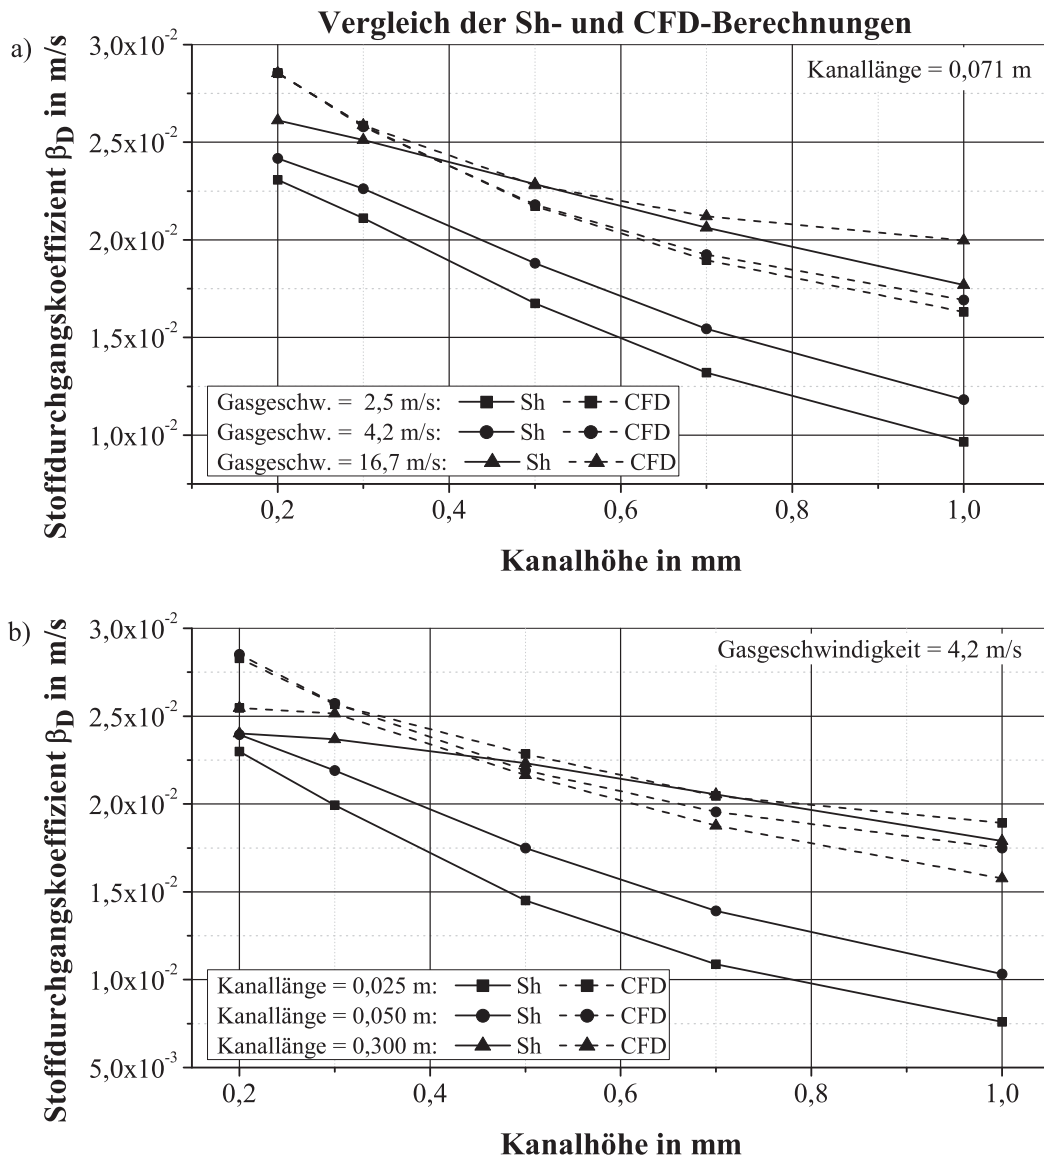 Vergleich der Sh- und CFD-Berechnungen
a)
Stoffdurchgangskoeffizient βD in m/s
3,0x10-2
2,5x10-2
2,0x10-2
1,5x10-2
1,0x10-2
Kanallänge = 0,071 m
Gasgeschw. = 2,5 m/s: Sh CFD
Gasgeschw. = 4,2 m/s: Sh CFD
Gasgeschw. = 16,7 m/s: Sh CFD
0,2 0,4 0,6 0,8 1,0
Kanalhöhe in mm
b)
Stoffdurchgangskoeffizient βD in m/s
3,0x10-2
2,5x10-2
2,0x10-2
1,5x10-2
1,0x10-2
5,0x10-3
Gasgeschwindigkeit = 4,2 m/s
Kanallänge = 0,025 m: Sh CFD
Kanallänge = 0,050 m: Sh CFD
Kanallänge = 0,300 m: Sh CFD
0,2 0,4 0,6 0,8 1,0
Kanalhöhe in mm